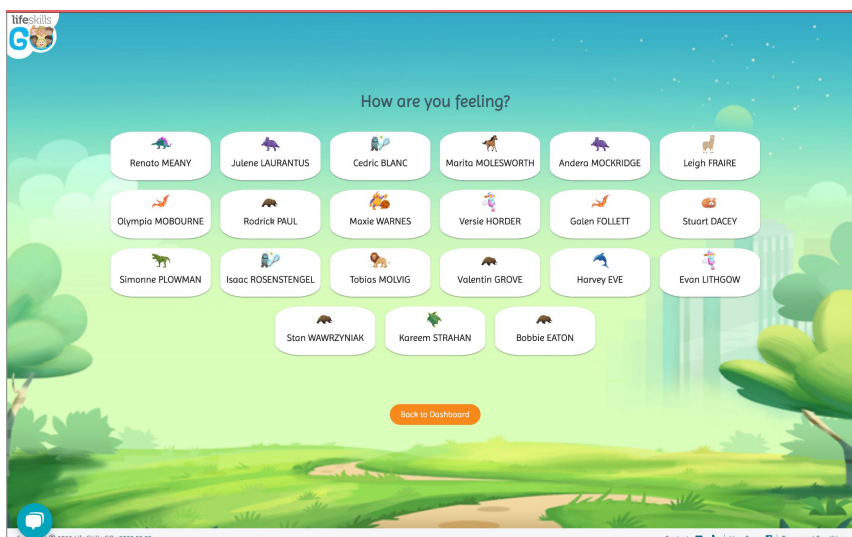 lifeskills
GO
How are you feeling?
Renato MEANY
Julene LAURANTUS
Cedric BLANC
Marita MOLESWORTH
Andera MOCKRIDGE
Leigh FRAIRE
Olympia MOBOURNE
Rodrick PAUL
Maxie WARNES
Versie HORDER
Galen FOLLETT
Stuart DACEY
Simonne PLOWMAN
Isaac ROSENSTENGEL
Tobias MOLVIG
Valentin GROVE
Harvey EVE
Evan LITHGOW
Stan WAWRZYNIAK
Kareem STRAHAN
Bobbie EATON
Back to Dashboard